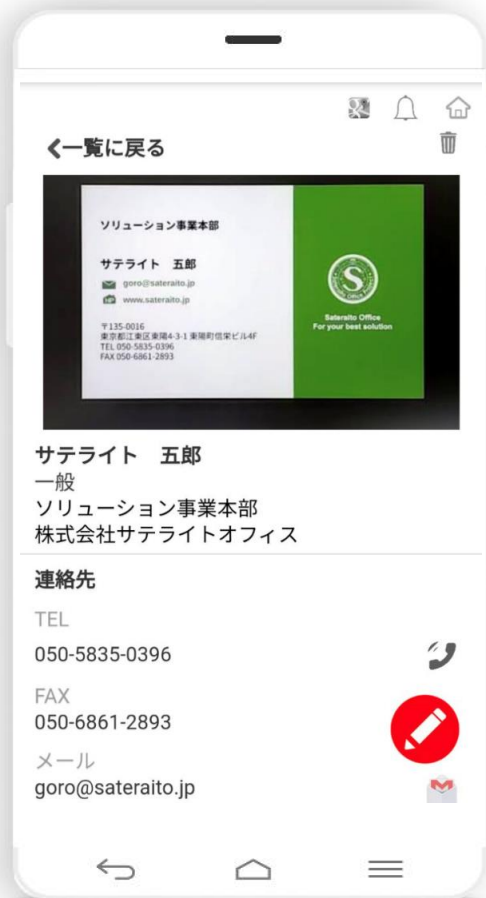 一覧に戻る
ソリューション事業本部
サテライト 五郎
goro@sateraito.jp
www.sateraito.jp
〒135-0016
東京都江東区東陽4-3-1 東陽町信栄ビル4F
TEL 050-5835-0396
FAX 050-6861-2893
S
Sateraito Office
For your best solution
サテライト 五郎
一般
ソリューション事業本部
株式会社サテライトオフィス
連絡先
TEL
050-5835-0396
FAX
050-6861-2893
メール
goro@sateraito.jp